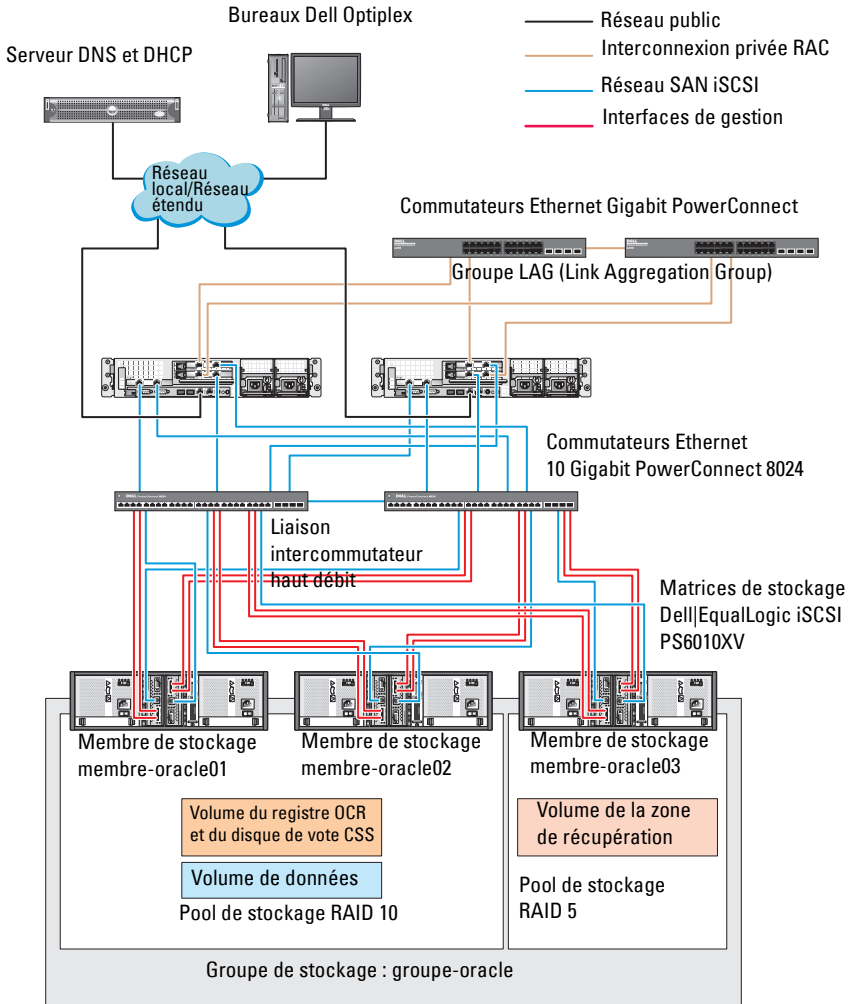 Bureaux Dell Optiplex
Serveur DNS et DHCP
Réseau public
Interconnexion privée RAC
Réseau SAN iSCSI
Interfaces de gestion
Réseau
local/Réseau
étendu
Commutateurs Ethernet Gigabit PowerConnect
Groupe LAG (Link Aggregation Group)
Commutateurs Ethernet
10 Gigabit PowerConnect 8024
Liaison
intercommutateur
haut débit
Matrices de stockage
Dell|EqualLogic iSCSI
PS6010XV
Membre de stockage
membre-oracle01
Membre de stockage
membre-oracle02
Membre de stockage
membre-oracle03
Volume du registre OCR
et du disque de vote CSS
Volume de données
Pool de stockage RAID 10
Volume de la zone
de récupération
Pool de stockage
RAID 5
Groupe de stockage : groupe-oracle